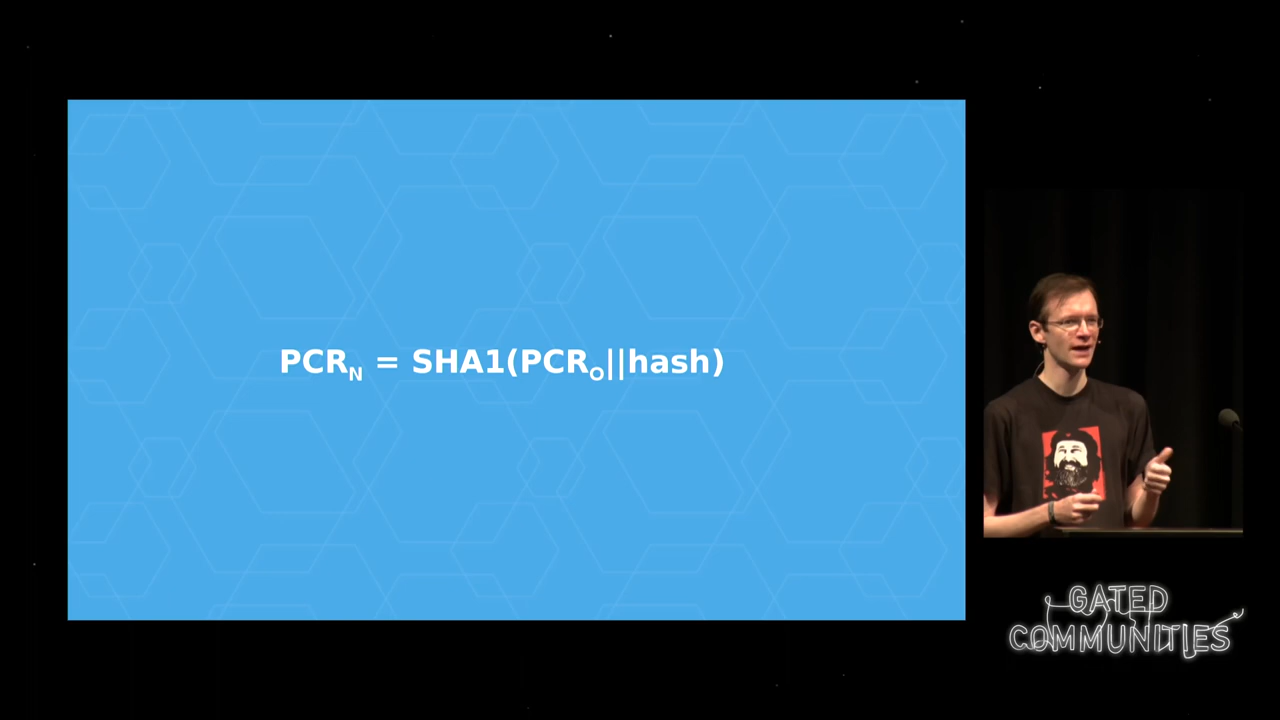 PCRN = SHA1(PCRO||hash)
GATED
COMMUNITIES